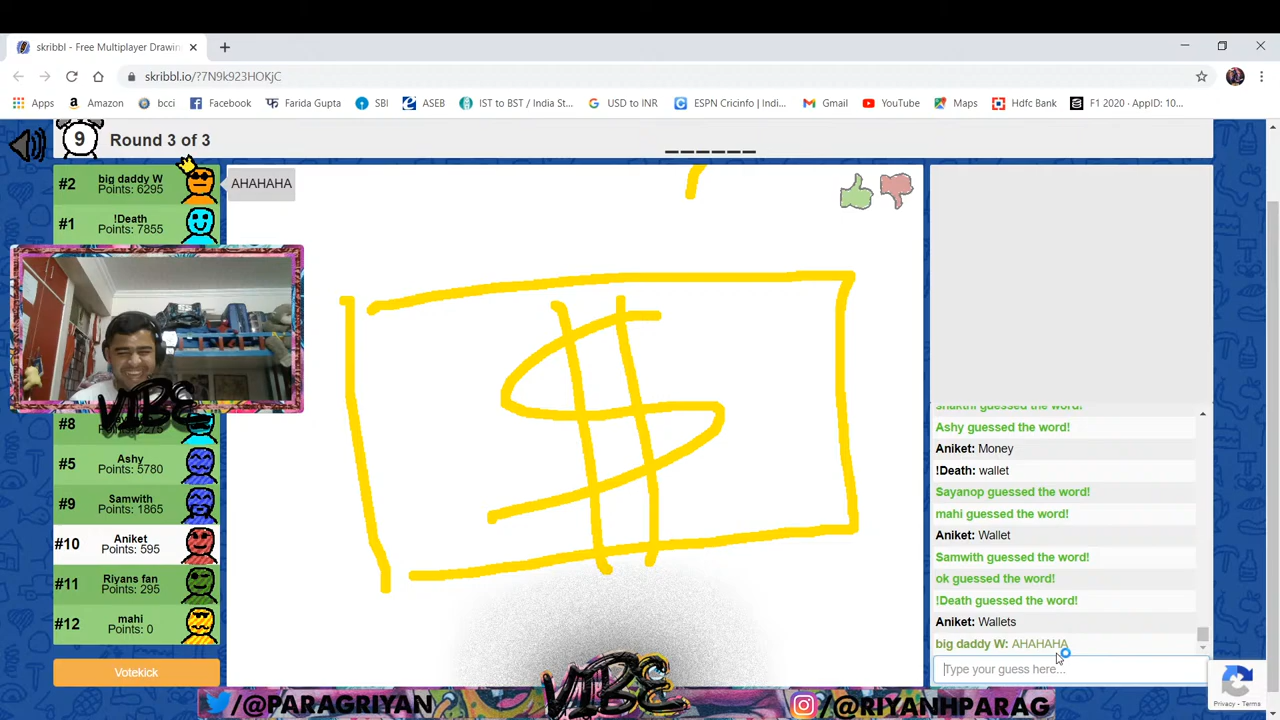 skribbl - Free Multiplayer Drawin
skribbl.io/?7N9k923HOKjC
Apps Amazon bcci Facebook Farida Gupta SBI ASEB IST to BST / India St... USD to INR ESPN Cricinfo | Indi... Gmail YouTube Maps Hdfc Bank F1 2020 · AppID: 10...
9 Round 3 of 3 _ _ _ _ _ _
#2 big daddy W
Points: 6295
AHAHAHA
#1 !Death
Points: 7855
VIBE
#8
#5 Ashy
Points: 5780
#9 Samwith
Points: 1865
#10 Aniket
Points: 595
#11 Riyans fan
Points: 295
#12 mahi
Points: 0
Votekick
$
shakthi guessed the word!
Ashy guessed the word!
Aniket: Money
!Death: wallet
Sayanop guessed the word!
mahi guessed the word!
Aniket: Wallet
Samwith guessed the word!
ok guessed the word!
!Death guessed the word!
Aniket: Wallets
big daddy W: AHAHAHA
Type your guess here...
Privacy - Terms
/@PARAGRIYAN
VIBE